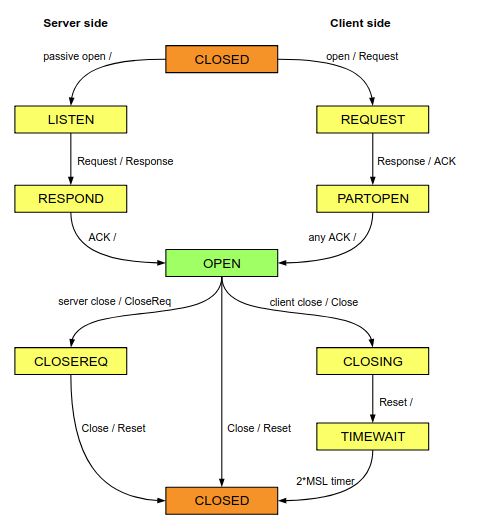 Server side
Client side
passive open /
CLOSED
open / Request
LISTEN
REQUEST
Request / Response
Response / ACK
RESPOND
PARTOPEN
ACK /
any ACK /
OPEN
server close / CloseReq
client close / Close
CLOSEREQ
CLOSING
Reset /
Close / Reset
Close / Reset
TIMEWAIT
2*MSL timer
CLOSED